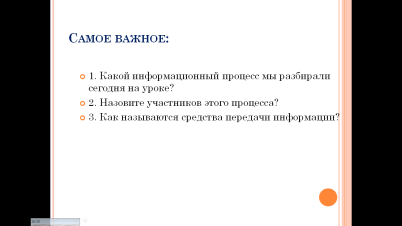 САМОЕ ВАЖНОЕ:
1. Какой информационный процесс мы разбирали
сегодня на уроке?
2. Назовите участников этого процесса?
3. Как называются средства передачи информации?